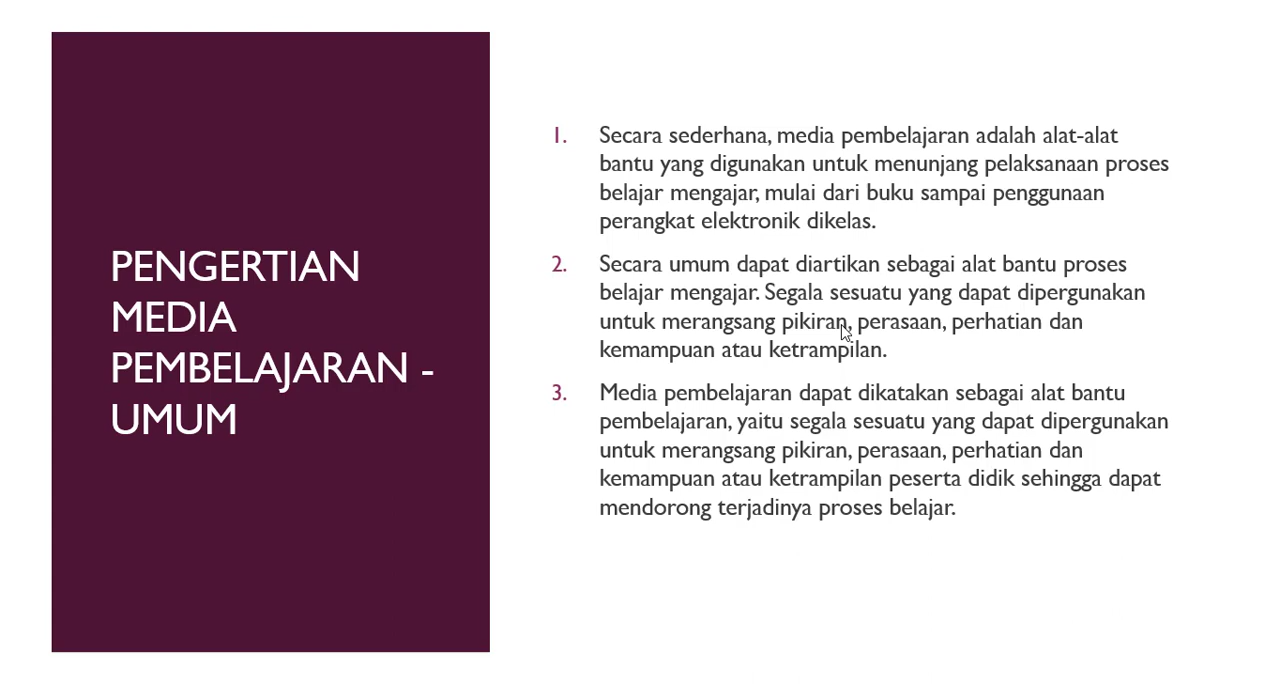 PENGERTIAN
MEDIA
PEMBELAJARAN -
UMUM
1. Secara sederhana, media pembelajaran adalah alat-alat
bantu yang digunakan untuk menunjang pelaksanaan proses
belajar mengajar, mulai dari buku sampai penggunaan
perangkat elektronik dikelas.
2. Secara umum dapat diartikan sebagai alat bantu proses
belajar mengajar. Segala sesuatu yang dapat dipergunakan
untuk merangsang pikiran, perasaan, perhatian dan
kemampuan atau ketrampilan.
3. Media pembelajaran dapat dikatakan sebagai alat bantu
pembelajaran, yaitu segala sesuatu yang dapat dipergunakan
untuk merangsang pikiran, perasaan, perhatian dan
kemampuan atau ketrampilan peserta didik sehingga dapat
mendorong terjadinya proses belajar.